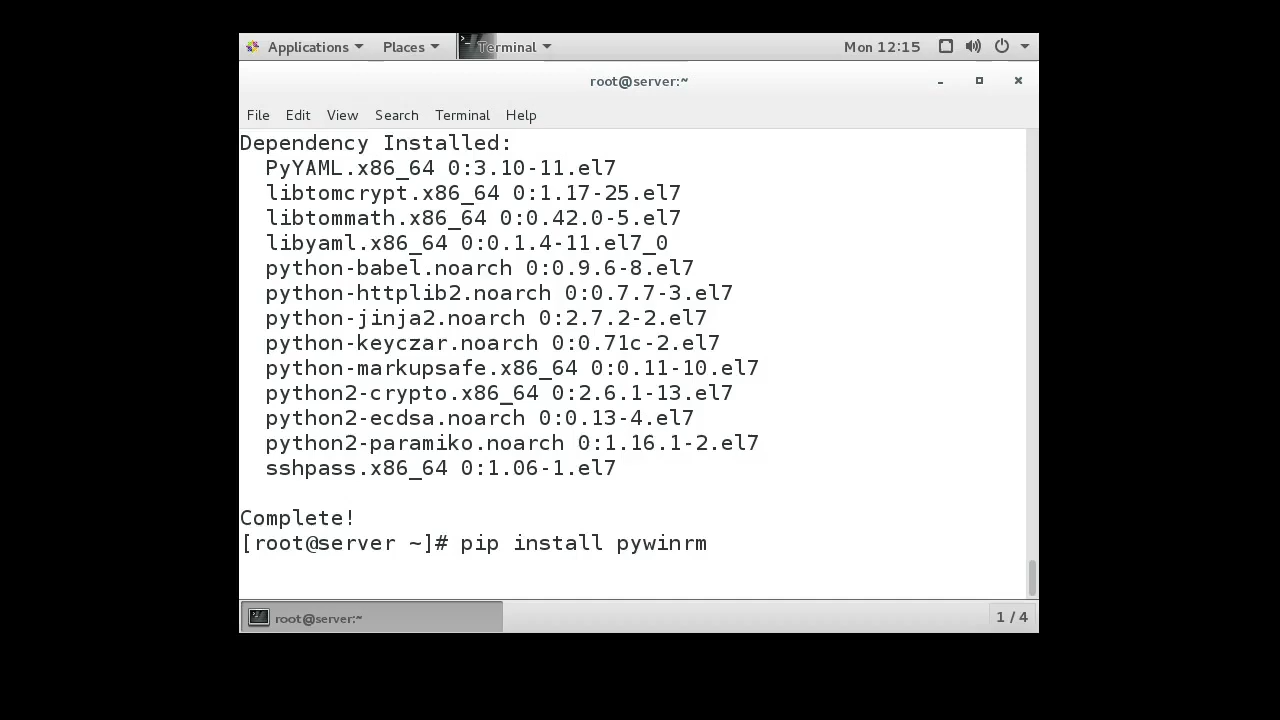 Applications Places Terminal Mon 12:15
root@server:~
File Edit View Search Terminal Help
Dependency Installed:
PyYAML.x86_64 0:3.10-11.el7
libtomcrypt.x86_64 0:1.17-25.el7
libtommath.x86_64 0:0.42.0-5.el7
libyaml.x86_64 0:0.1.4-11.el7_0
python-babel.noarch 0:0.9.6-8.el7
python-httplib2.noarch 0:0.7.7-3.el7
python-jinja2.noarch 0:2.7.2-2.el7
python-keyczar.noarch 0:0.71c-2.el7
python-markupsafe.x86_64 0:0.11-10.el7
python2-crypto.x86_64 0:2.6.1-13.el7
python2-ecdsa.noarch 0:0.13-4.el7
python2-paramiko.noarch 0:1.16.1-2.el7
sshpass.x86_64 0:1.06-1.el7
Complete!
[root@server ~]# pip install pywinrm
root@server:~ 1 / 4